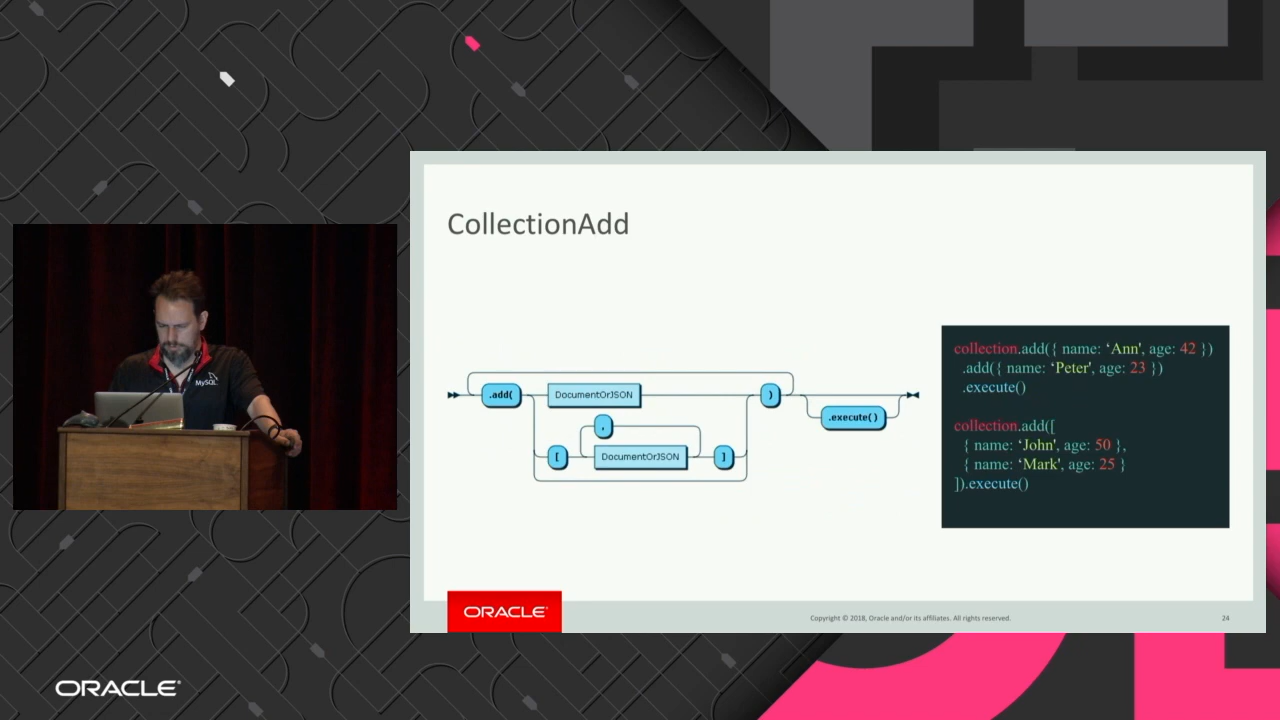 CollectionAdd
.add(
DocumentOrJSON
)
,
.execute()
[
DocumentOrJSON
]
collection.add({ name: ‘Ann', age: 42 })
.add({ name: ‘Peter', age: 23 })
.execute()
collection.add([
{ name: ‘John', age: 50 },
{ name: ‘Mark', age: 25 }
]).execute()
MySQL
ORACLE®
Copyright © 2018, Oracle and/or its affiliates. All rights reserved.
24
ORACLE®